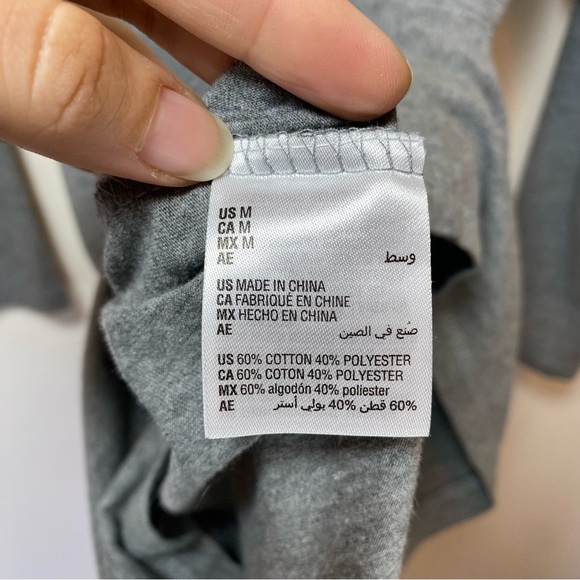 US M
CA M
MX M
AE وسط
US MADE IN CHINA
CA FABRIQUÉ EN CHINE
MX HECHO EN CHINA
AE صُنع في الصين
US 60% COTTON 40% POLYESTER
CA 60% COTON 40% POLYESTER
MX 60% algodón 40% poliester
AE 60% قطن 40% بولي أستر